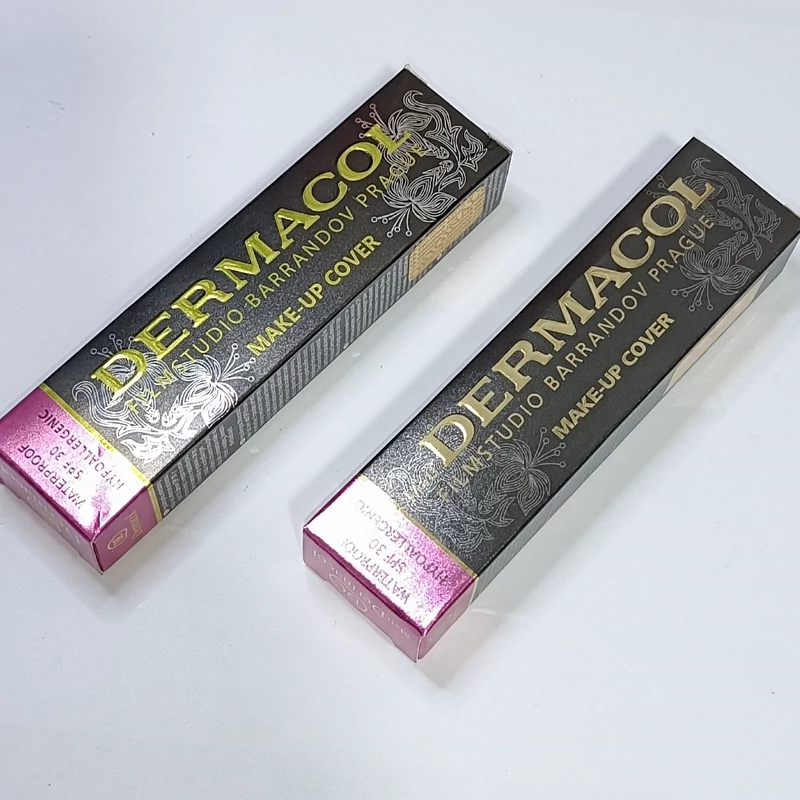 DERMACOL
FILMSTUDIO BARRANDOV PRAGUE
MAKE-UP COVER
WATERPROOF
SPF 30
HYPOALLERGENIC
DERMACOL
FILMSTUDIO BARRANDOV PRAGUE
MAKE-UP COVER
WATERPROOF
SPF 30
HYPOALLERGENIC